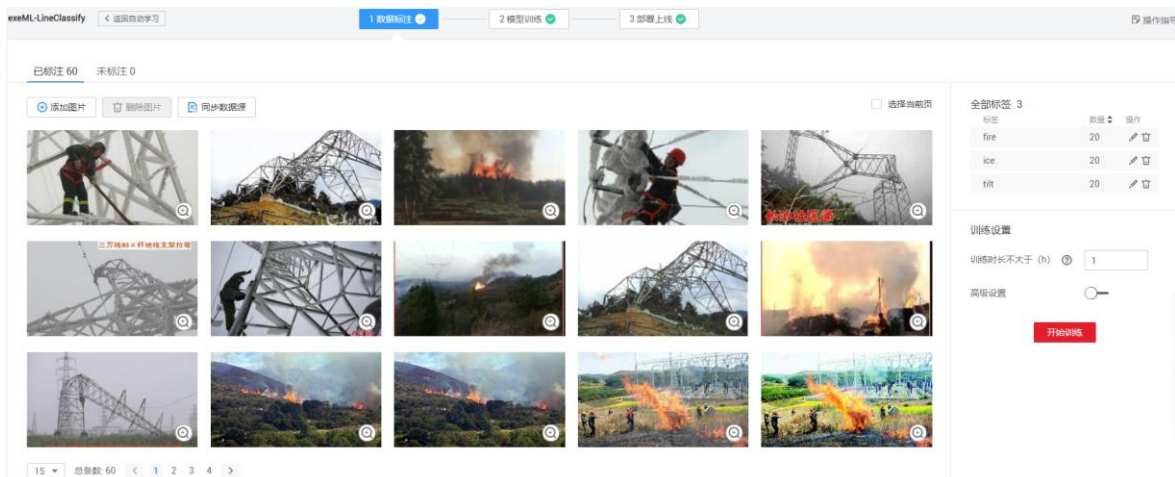 exeML-LineClassify
< 返回自动学习
1 数据标注
2 模型训练
3 部署上线
操作指导
已标注 60
未标注 0
添加图片
删除图片
同步数据源
选择当前页
全部标签 3
标签
数量
操作
fire
20
ice
20
tilt
20
训练设置
训练时长不大于（h）
1
高级设置
开始训练
15
总条数: 60
< 1 2 3 4 >